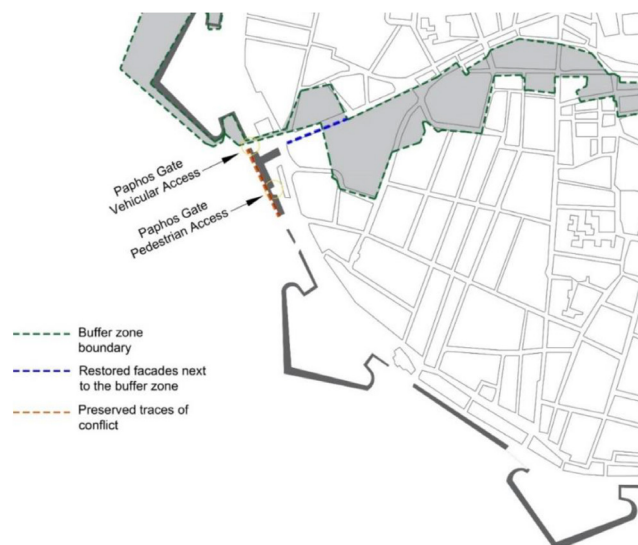 Paphos Gate
Vehicular Access
Paphos Gate
Pedestrian Access
Buffer zone
boundary
Restored facades next
to the buffer zone
Preserved traces of
conflict